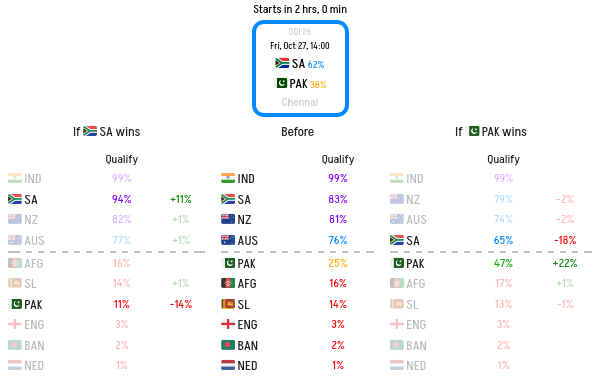 Starts in 2 hrs, 0 min
ODI 26
Fri, Oct 27, 14:00
SA 62%
PAK 38%
Chennai
If SA wins Before If PAK wins
Qualify Qualify Qualify
IND 99% IND 99% IND 99%
SA 94% +11% SA 83% NZ 79% -2%
NZ 82% +1% NZ 81% AUS 74% -2%
AUS 77% +1% AUS 76% SA 65% -18%
AFG 16% PAK 25% PAK 47% +22%
SL 14% +1% AFG 16% AFG 17% +1%
PAK 11% -14% SL 14% SL 13% -1%
ENG 3% ENG 3% ENG 3%
BAN 2% BAN 2% BAN 2%
NED 1% NED 1% NED 1%